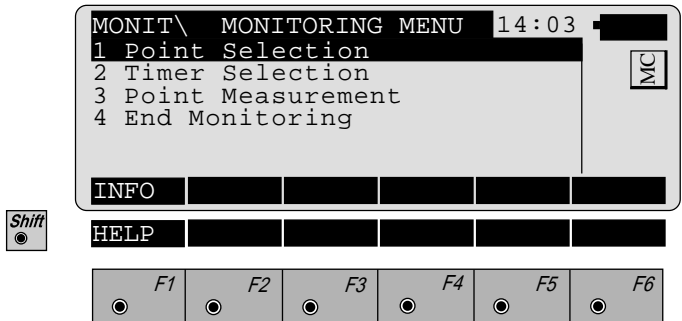 MONIT\ MONITORING MENU 14:03
1 Point Selection
2 Timer Selection
3 Point Measurement
4 End Monitoring
MC
INFO
Shift
HELP
F1 F2 F3 F4 F5 F6